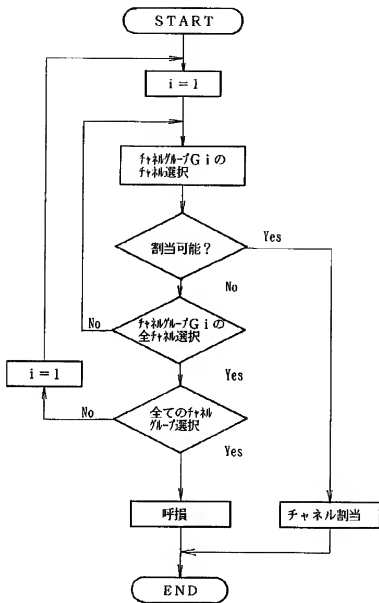 START
i = 1
チャネルグループGiの
チャネル選択
割当可能？
Yes
No
チャネルグループGiの
全チャネル選択
No
Yes
i = 1
全てのチャネル
グループ選択
No
Yes
呼損
チャネル割当
END